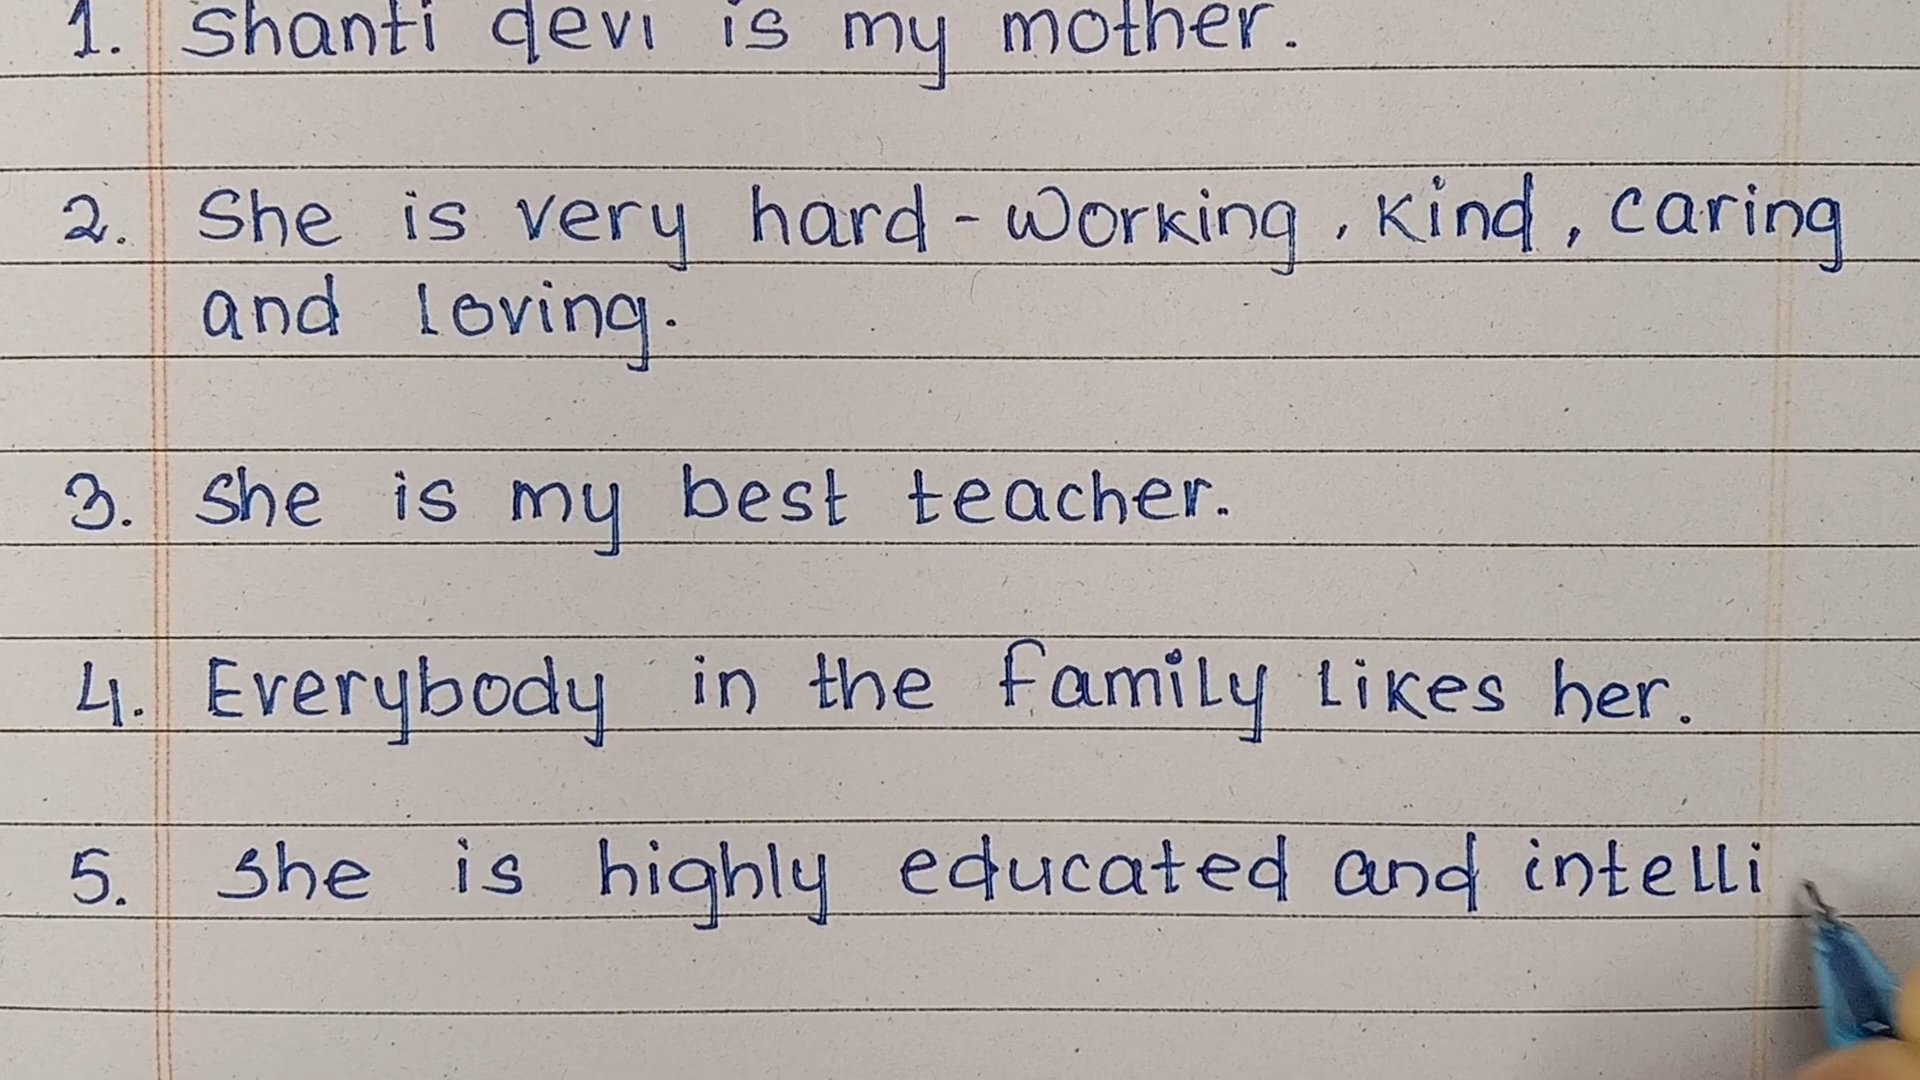 1. Shanti devi is my mother.
2. She is very hard-working, kind, caring
and loving.
3. She is my best teacher.
4. Everybody in the family likes her.
5. She is highly educated and intelli